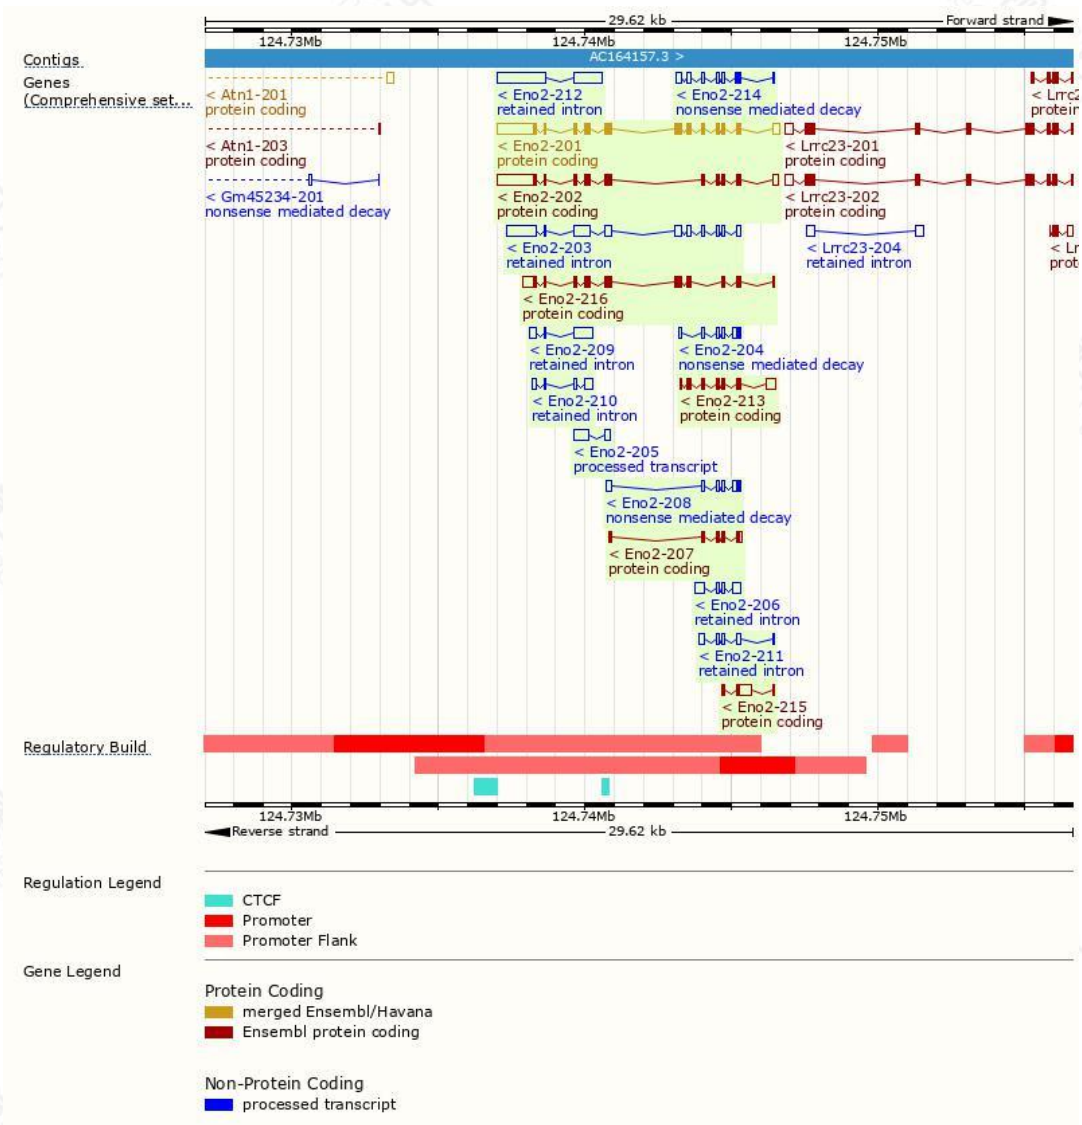 29.62 kb
Forward strand
124.73Mb 124.74Mb 124.75Mb
Contigs
AC164157.3 >
Genes
(Comprehensive set...
< Atn1-201
protein coding
< Eno2-212
retained intron
< Eno2-214
nonsense mediated decay
< Lrrc2
protein
< Atn1-203
protein coding
< Eno2-201
protein coding
< Lrrc23-201
protein coding
< Gm45234-201
nonsense mediated decay
< Eno2-202
protein coding
< Lrrc23-202
protein coding
< Eno2-203
retained intron
< Lrrc23-204
retained intron
< Lr
prot
< Eno2-216
protein coding
< Eno2-209
retained intron
< Eno2-204
nonsense mediated decay
< Eno2-210
retained intron
< Eno2-213
protein coding
< Eno2-205
processed transcript
< Eno2-208
nonsense mediated decay
< Eno2-207
protein coding
< Eno2-206
retained intron
< Eno2-211
retained intron
< Eno2-215
protein coding
Regulatory Build
124.73Mb 124.74Mb 124.75Mb
Reverse strand
29.62 kb
Regulation Legend
CTCF
Promoter
Promoter Flank
Gene Legend
Protein Coding
merged Ensembl/Havana
Ensembl protein coding
Non-Protein Coding
processed transcript